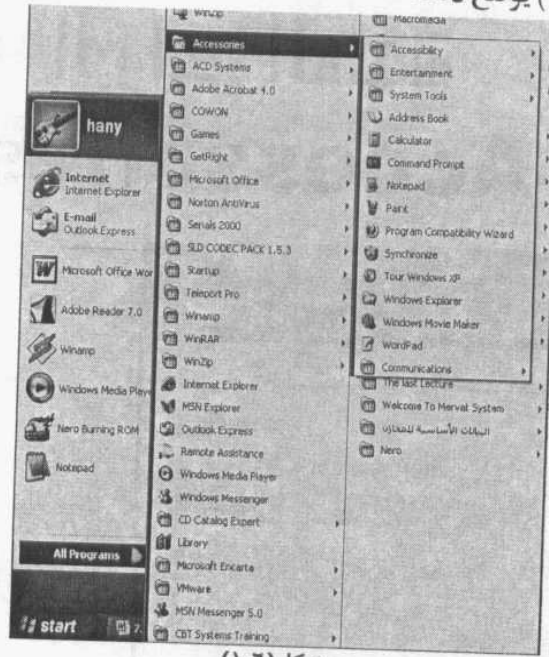 يوضح
hany
Internet
Internet Explorer
E-mail
Outlook Express
Microsoft Office Wor
Adobe Reader 7.0
Winamp
Windows Media Play
Nero Burning ROM
Notepad
All Programs
start
WinZip
Accessories
ACD Systems
Adobe Acrobat 4.0
COWON
Games
GetRight
Microsoft Office
Norton AntiVirus
Serials 2000
SLD CODEC PACK 1.5.3
Startup
Teleport Pro
Winamp
WinRAR
WinZip
Internet Explorer
MSN Explorer
Outlook Express
Remote Assistance
Windows Media Player
Windows Messenger
CD Catalog Expert
Library
Microsoft Encarta
VMware
MSN Messenger 5.0
CBT Systems Training
Macromedia
Accessibility
Entertainment
System Tools
Address Book
Calculator
Command Prompt
Notepad
Paint
Program Compatibility Wizard
Synchronize
Tour Windows XP
Windows Explorer
Windows Movie Maker
WordPad
Communications
The last Lecture
Welcome To Merval System
البيانات الأساسية للمخازن
Nero